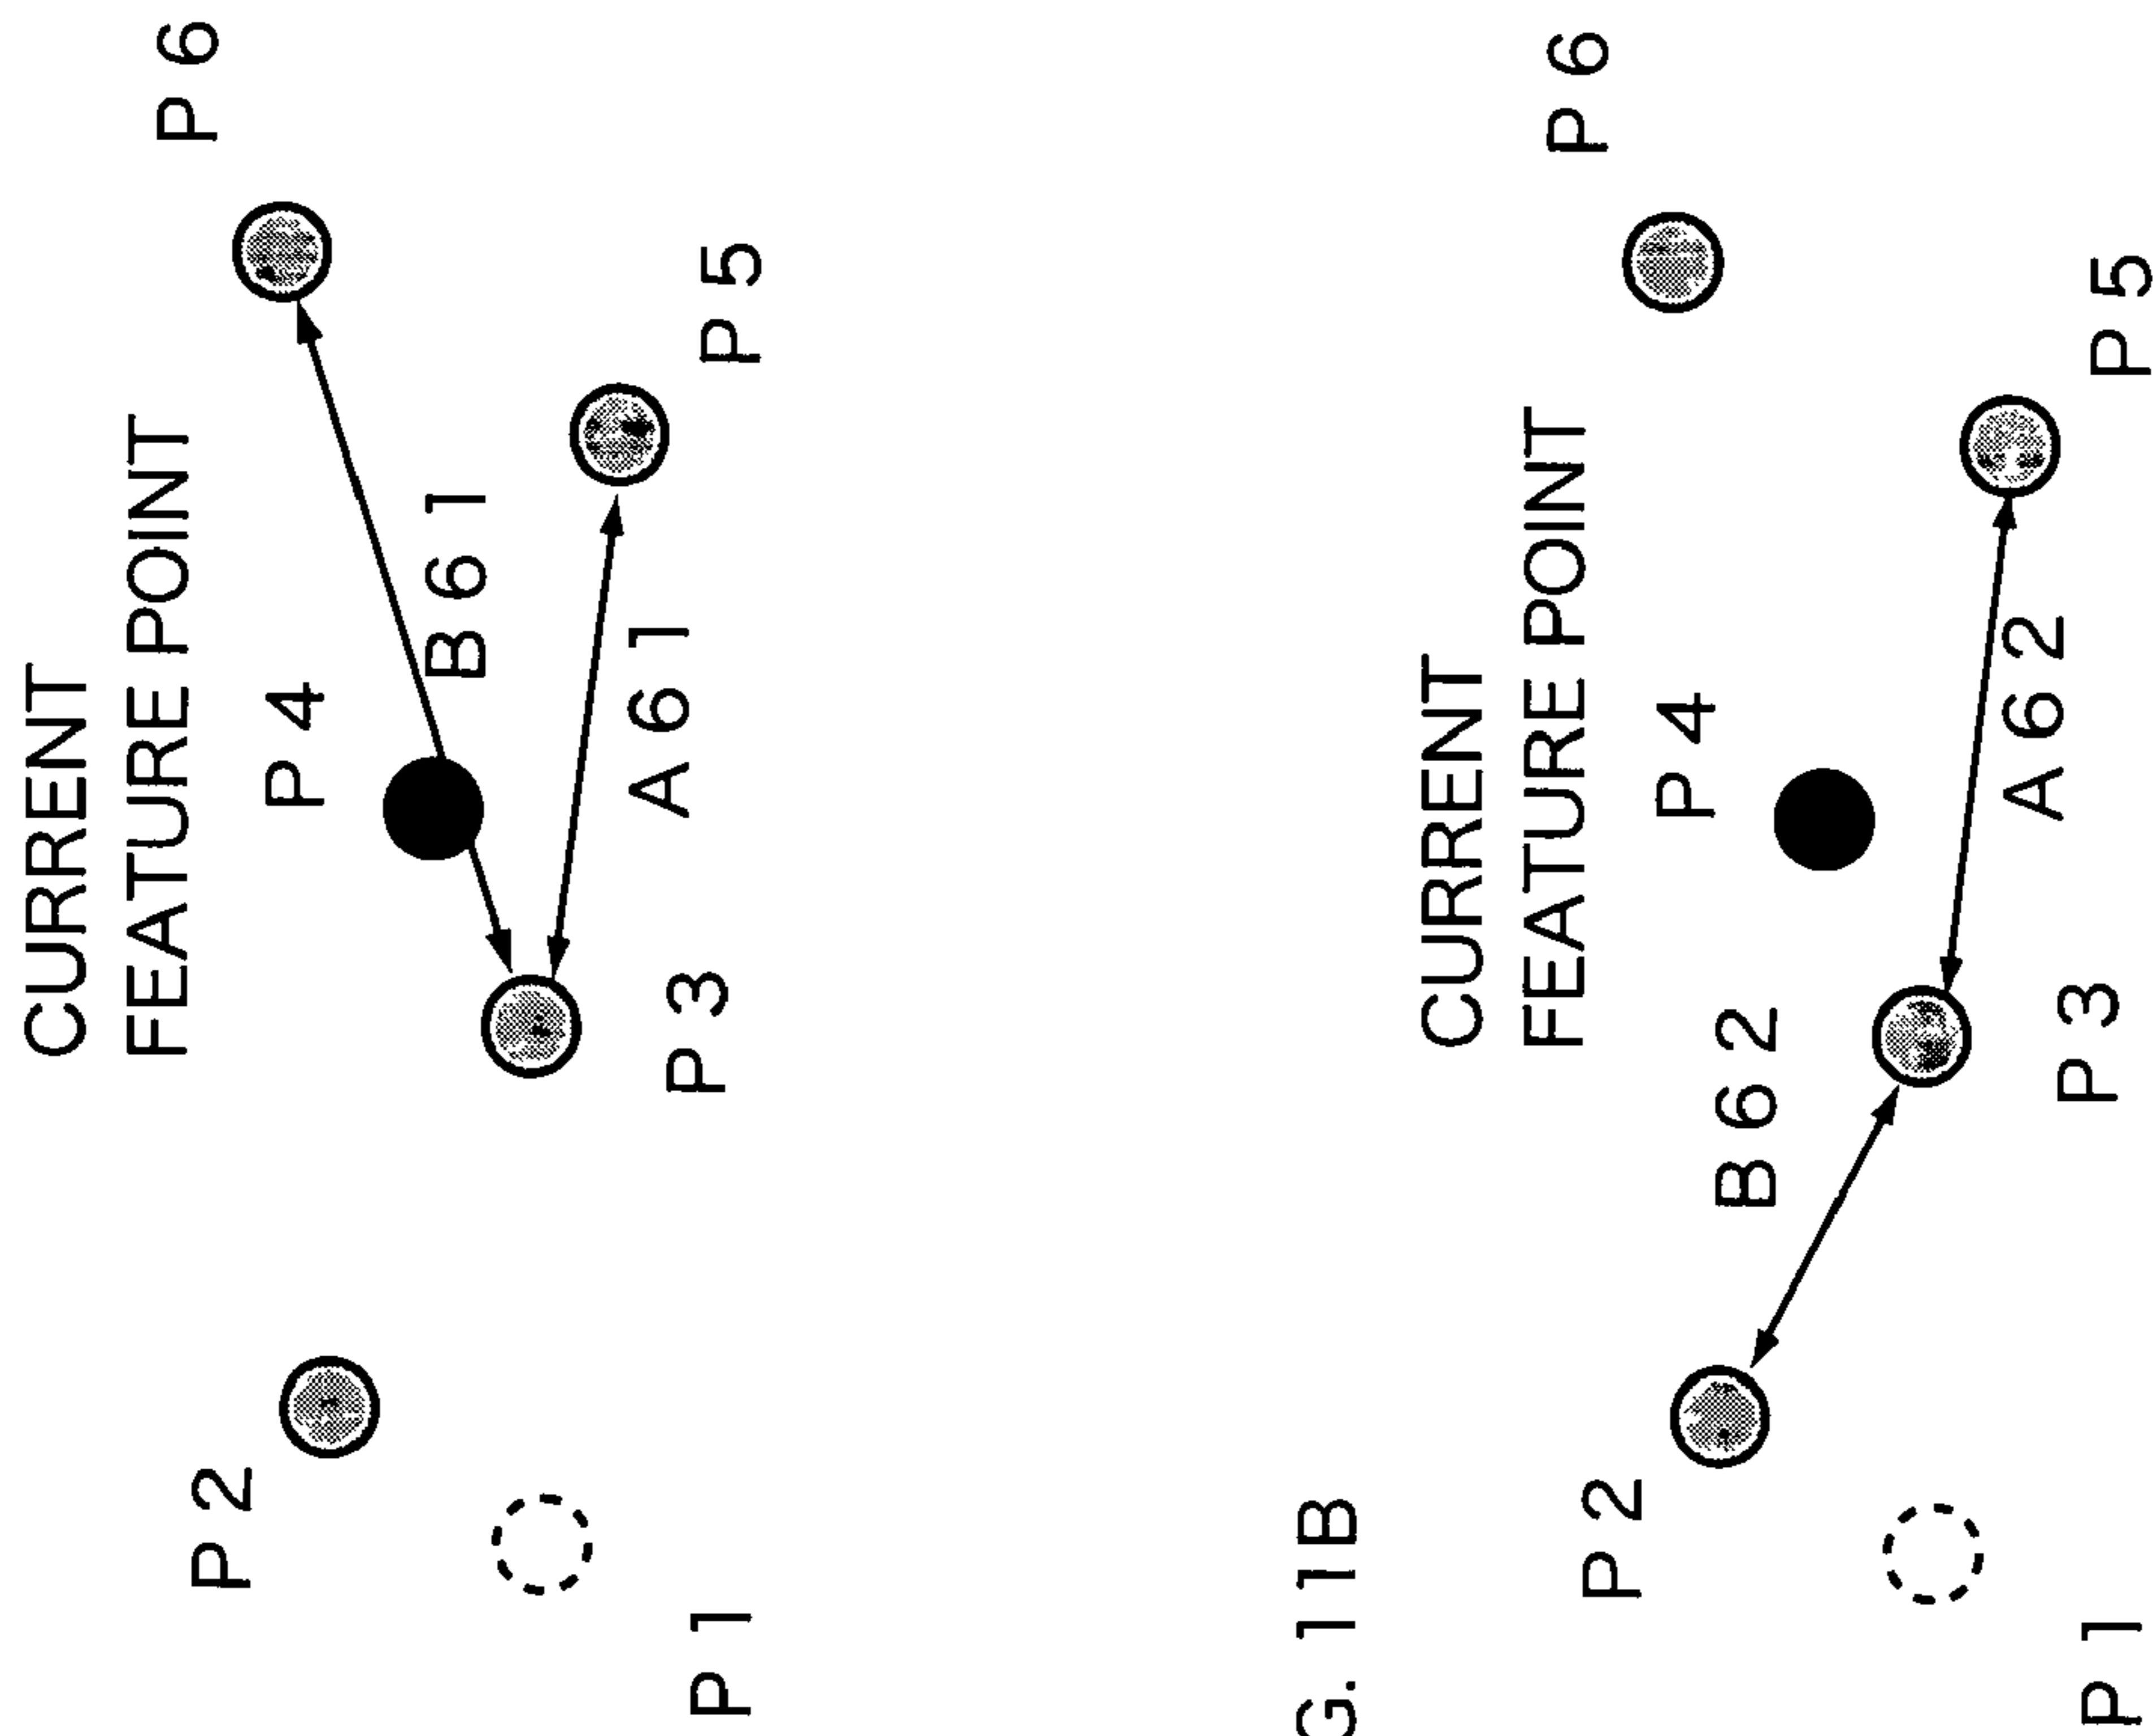 CURRENT
FEATURE POINT
P 6
P 2
P 4
B 6 1
A 6 1
P 3
P 1
P 5
G. 11B
CURRENT
FEATURE POINT
P 6
P 2
P 4
B 6 2
A 6 2
P 3
P 1
P 5